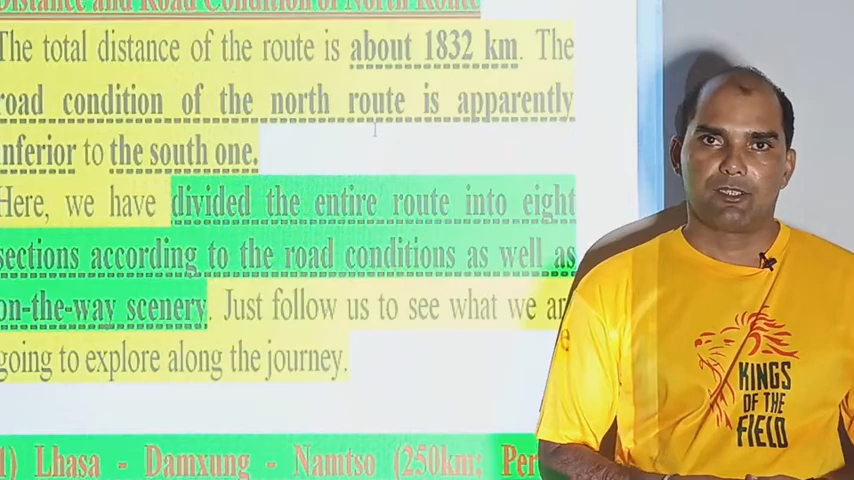 Distance and Road Condition of North Route
The total distance of the route is about 1832 km. The
road condition of the north route is apparently
inferior to the south one.
Here, we have divided the entire route into eight
sections according to the road conditions as well as
on-the-way scenery. Just follow us to see what we ar
going to explore along the journey.
1) Lhasa - Damxung - Namtso (250km; Per
KINGS
OF THE
FIELD